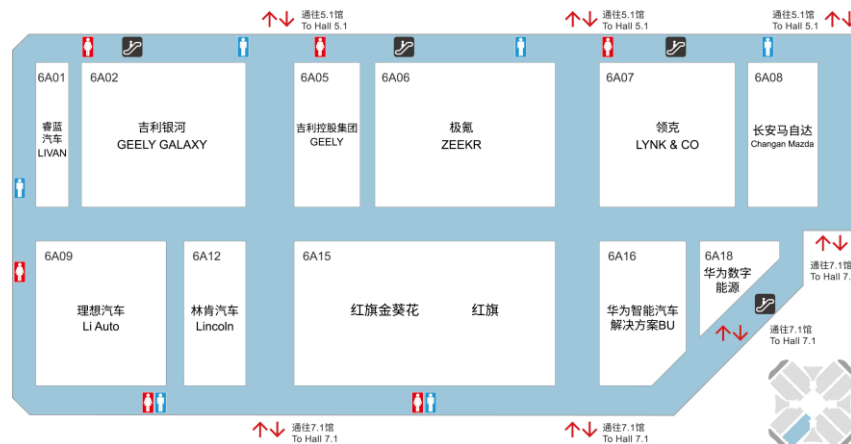 通往5.1馆
To Hall 5.1
通往5.1馆
To Hall 5.1
通往5.1馆
To Hall 5.1
6A01
睿蓝
汽车
LIVAN
6A02
吉利银河
GEELY GALAXY
6A05
吉利控股集团
GEELY
6A06
极氪
ZEEKR
6A07
领克
LYNK & CO
6A08
长安马自达
Changan Mazda
6A09
理想汽车
Li Auto
6A12
林肯汽车
Lincoln
6A15
红旗金葵花 红旗
6A16
华为智能汽车
解决方案BU
6A18
华为数字
能源
通往7.1馆
To Hall 7.
通往7.1馆
To Hall 7.1
通往7.1馆
To Hall 7.1
通往7.1馆
To Hall 7.1